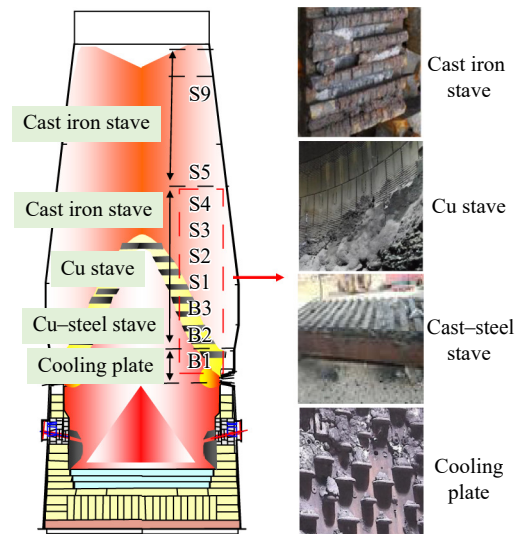 Cast iron stave
Cast iron stave
Cu stave
Cu–steel stave
Cooling plate
S9
S5
S4
S3
S2
S1
B3
B2
B1
Cast iron
stave
Cu stave
Cast–steel
stave
Cooling
plate